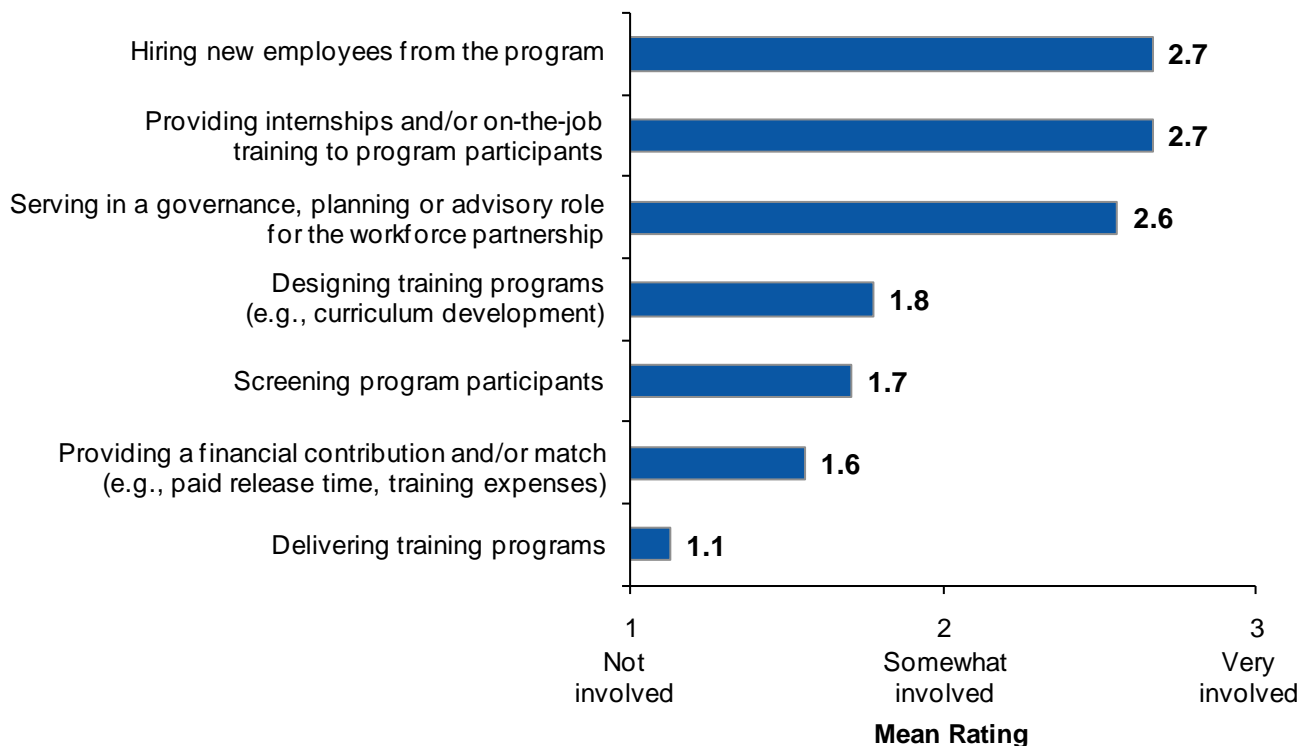 Hiring new employees from the program
2.7
Providing internships and/or on-the-job
training to program participants
2.7
Serving in a governance, planning or advisory role
for the workforce partnership
2.6
Designing training programs
(e.g., curriculum development)
1.8
Screening program participants
1.7
Providing a financial contribution and/or match
(e.g., paid release time, training expenses)
1.6
Delivering training programs
1.1
1 2 3
Not Somewhat Very
involved involved involved
Mean Rating